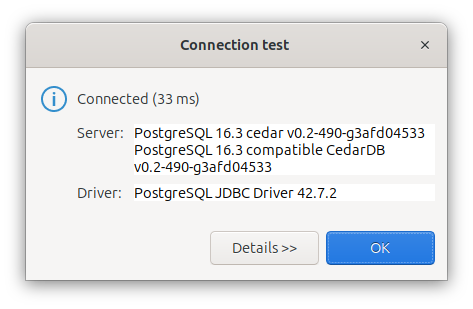 Connection test
×
Connected (33 ms)
Server: PostgreSQL 16.3 cedar v0.2-490-g3afd04533
PostgreSQL 16.3 compatible CedarDB
v0.2-490-g3afd04533
Driver: PostgreSQL JDBC Driver 42.7.2
Details >> OK